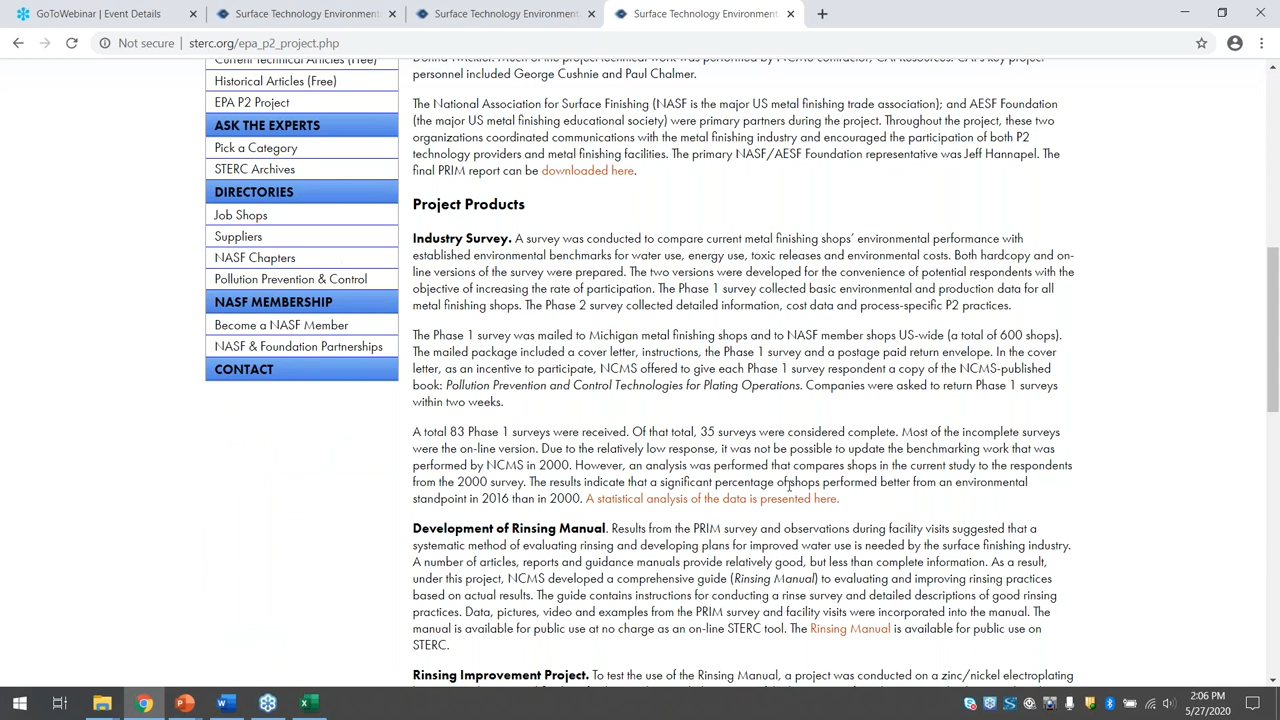 GoToWebinar | Event Details
Surface Technology Environment
Surface Technology Environment
Surface Technology Environment
Not secure | sterc.org/epa_p2_project.php
Current Technical Articles (Free)
Historical Articles (Free)
EPA P2 Project
ASK THE EXPERTS
Pick a Category
STERC Archives
DIRECTORIES
Job Shops
Suppliers
NASF Chapters
Pollution Prevention & Control
NASF MEMBERSHIP
Become a NASF Member
NASF & Foundation Partnerships
CONTACT
personnel included George Cushnie and Paul Chalmer.
The National Association for Surface Finishing (NASF is the major US metal finishing trade association); and AESF Foundation
(the major US metal finishing educational society) were primary partners during the project. Throughout the project, these two
organizations coordinated communications with the metal finishing industry and encouraged the participation of both P2
technology providers and metal finishing facilities. The primary NASF/AESF Foundation representative was Jeff Hannapel. The
final PRIM report can be downloaded here.
Project Products
Industry Survey. A survey was conducted to compare current metal finishing shops' environmental performance with
established environmental benchmarks for water use, energy use, toxic releases and environmental costs. Both hardcopy and on-
line versions of the survey were prepared. The two versions were developed for the convenience of potential respondents with the
objective of increasing the rate of participation. The Phase 1 survey collected basic environmental and production data for all
metal finishing shops. The Phase 2 survey collected detailed information, cost data and process-specific P2 practices.
The Phase 1 survey was mailed to Michigan metal finishing shops and to NASF member shops US-wide (a total of 600 shops).
The mailed package included a cover letter, instructions, the Phase 1 survey and a postage paid return envelope. In the cover
letter, as an incentive to participate, NCMS offered to give each Phase 1 survey respondent a copy of the NCMS-published
book: Pollution Prevention and Control Technologies for Plating Operations. Companies were asked to return Phase 1 surveys
within two weeks.
A total 83 Phase 1 surveys were received. Of that total, 35 surveys were considered complete. Most of the incomplete surveys
were the on-line version. Due to the relatively low response, it was not be possible to update the benchmarking work that was
performed by NCMS in 2000. However, an analysis was performed that compares shops in the current study to the respondents
from the 2000 survey. The results indicate that a significant percentage of shops performed better from an environmental
standpoint in 2016 than in 2000. A statistical analysis of the data is presented here.
Development of Rinsing Manual. Results from the PRIM survey and observations during facility visits suggested that a
systematic method of evaluating rinsing and developing plans for improved water use is needed by the surface finishing industry.
A number of articles, reports and guidance manuals provide relatively good, but less than complete information. As a result,
under this project, NCMS developed a comprehensive guide (Rinsing Manual) to evaluating and improving rinsing practices
based on actual results. The guide contains instructions for conducting a rinse survey and detailed descriptions of good rinsing
practices. Data, pictures, video and examples from the PRIM survey and facility visits were incorporated into the manual. The
manual is available for public use at no charge as an on-line STERC tool. The Rinsing Manual is available for public use on
STERC.
Rinsing Improvement Project. To test the use of the Rinsing Manual, a project was conducted on a zinc/nickel electroplating
2:06 PM
5/27/2020